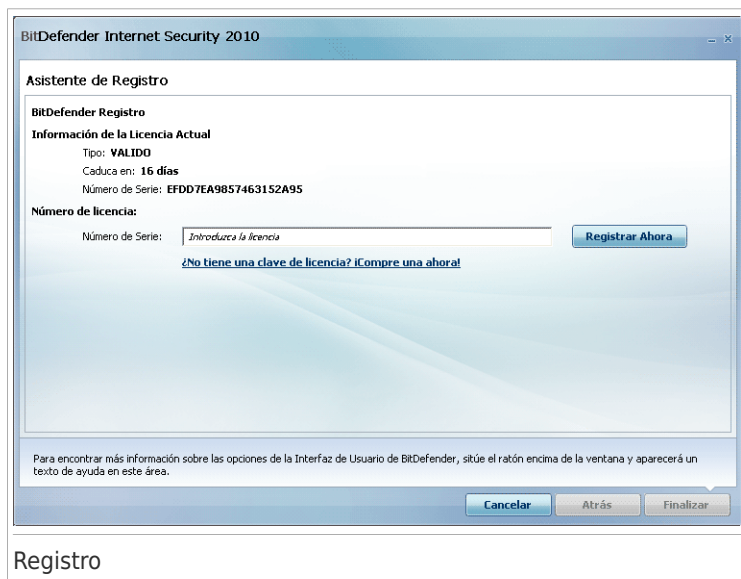 BitDefender Internet Security 2010
Asistente de Registro
BitDefender Registro
Información de la Licencia Actual
Tipo: VALIDO
Caduca en: 16 días
Número de Serie: EFDD7EA9857463152A95
Número de licencia:
Número de Serie: Introduzca la licencia Registrar Ahora
¿No tiene una clave de licencia? ¡Compre una ahora!
Para encontrar más información sobre las opciones de la Interfaz de Usuario de BitDefender, sitúe el ratón encima de la ventana y aparecerá un
texto de ayuda en este área.
Cancelar Atrás Finalizar
Registro